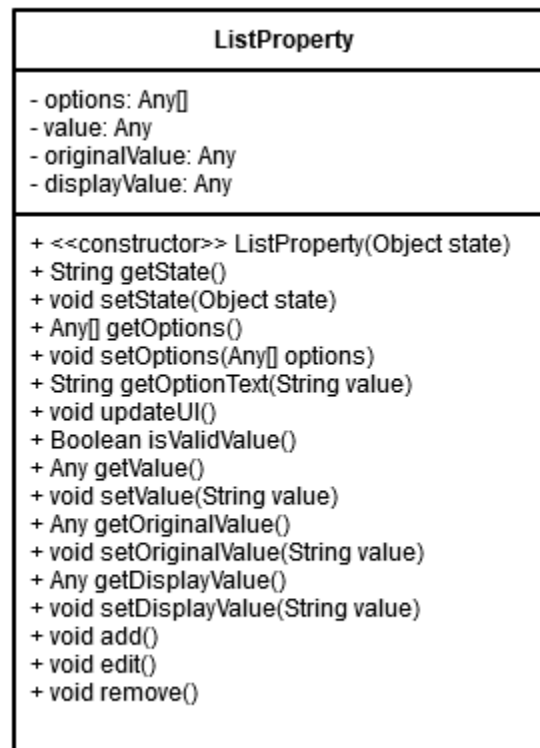 ListProperty
- options: Any[]
- value: Any
- originalValue: Any
- displayValue: Any
+ <<constructor>> ListProperty(Object state)
+ String getState()
+ void setState(Object state)
+ Any[] getOptions()
+ void setOptions(Any[] options)
+ String getOptionText(String value)
+ void updateUI()
+ Boolean isValidValue()
+ Any getValue()
+ void setValue(String value)
+ Any getOriginalValue()
+ void setOriginalValue(String value)
+ Any getDisplayValue()
+ void setDisplayValue(String value)
+ void add()
+ void edit()
+ void remove()